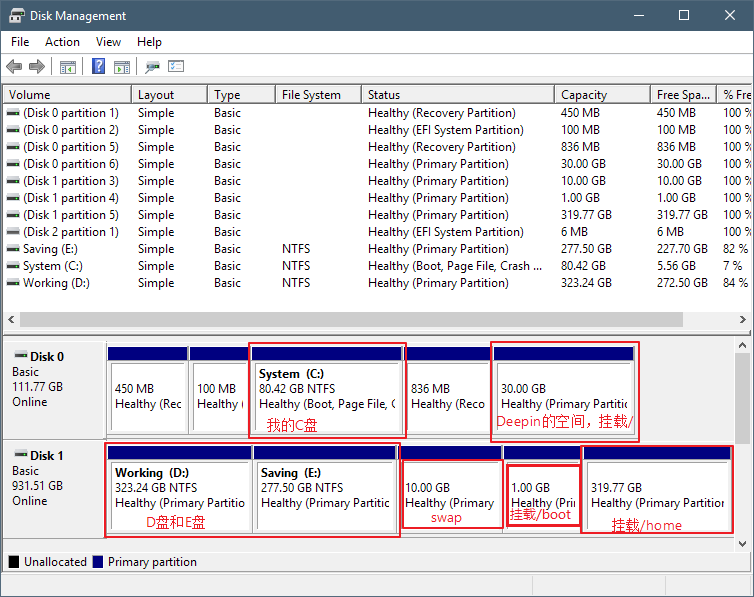 Disk Management
File Action View Help
Volume Layout Type File System Status Capacity Free Spa... % Fre
(Disk 0 partition 1) Simple Basic Healthy (Recovery Partition) 450 MB 450 MB 100 %
(Disk 0 partition 2) Simple Basic Healthy (EFI System Partition) 100 MB 100 MB 100 %
(Disk 0 partition 5) Simple Basic Healthy (Recovery Partition) 836 MB 836 MB 100 %
(Disk 0 partition 6) Simple Basic Healthy (Primary Partition) 30.00 GB 30.00 GB 100 %
(Disk 1 partition 3) Simple Basic Healthy (Primary Partition) 10.00 GB 10.00 GB 100 %
(Disk 1 partition 4) Simple Basic Healthy (Primary Partition) 1.00 GB 1.00 GB 100 %
(Disk 1 partition 5) Simple Basic Healthy (Primary Partition) 319.77 GB 319.77 GB 100 %
(Disk 2 partition 1) Simple Basic Healthy (EFI System Partition) 6 MB 6 MB 100 %
Saving (E:) Simple Basic NTFS Healthy (Primary Partition) 277.50 GB 227.70 GB 82 %
System (C:) Simple Basic NTFS Healthy (Boot, Page File, Crash ... 80.42 GB 5.56 GB 7 %
Working (D:) Simple Basic NTFS Healthy (Primary Partition) 323.24 GB 272.50 GB 84 %
Disk 0
Basic
111.77 GB
Online
450 MB
Healthy (Rec
100 MB
Healthy (
System (C:)
80.42 GB NTFS
Healthy (Boot, Page File, C
我的C盘
836 MB
Healthy (Reco
30.00 GB
Healthy (Primary Partitic
Deepin的空间，挂载/
Disk 1
Basic
931.51 GB
Online
Working (D:)
323.24 GB NTFS
Healthy (Primary Partitio
Saving (E:)
277.50 GB NTFS
Healthy (Primary Partition
D盘和E盘
10.00 GB
Healthy (Primary
swap
1.00 GB
Healthy (Pri
挂载/boot
319.77 GB
Healthy (Primary Partition
挂载/home
Unallocated Primary partition